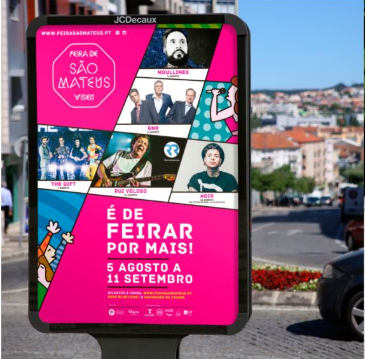 JCDecaux
WWW.FEIRASAOMATEUS.PT
FEIRA DE
SÃO
MATEUS
VISEU
MOULLINEX
GNR
THE GIFT
RUI VELOSO
AGIR
É DE
FEIRAR
POR MAIS!
5 AGOSTO A
11 SETEMBRO